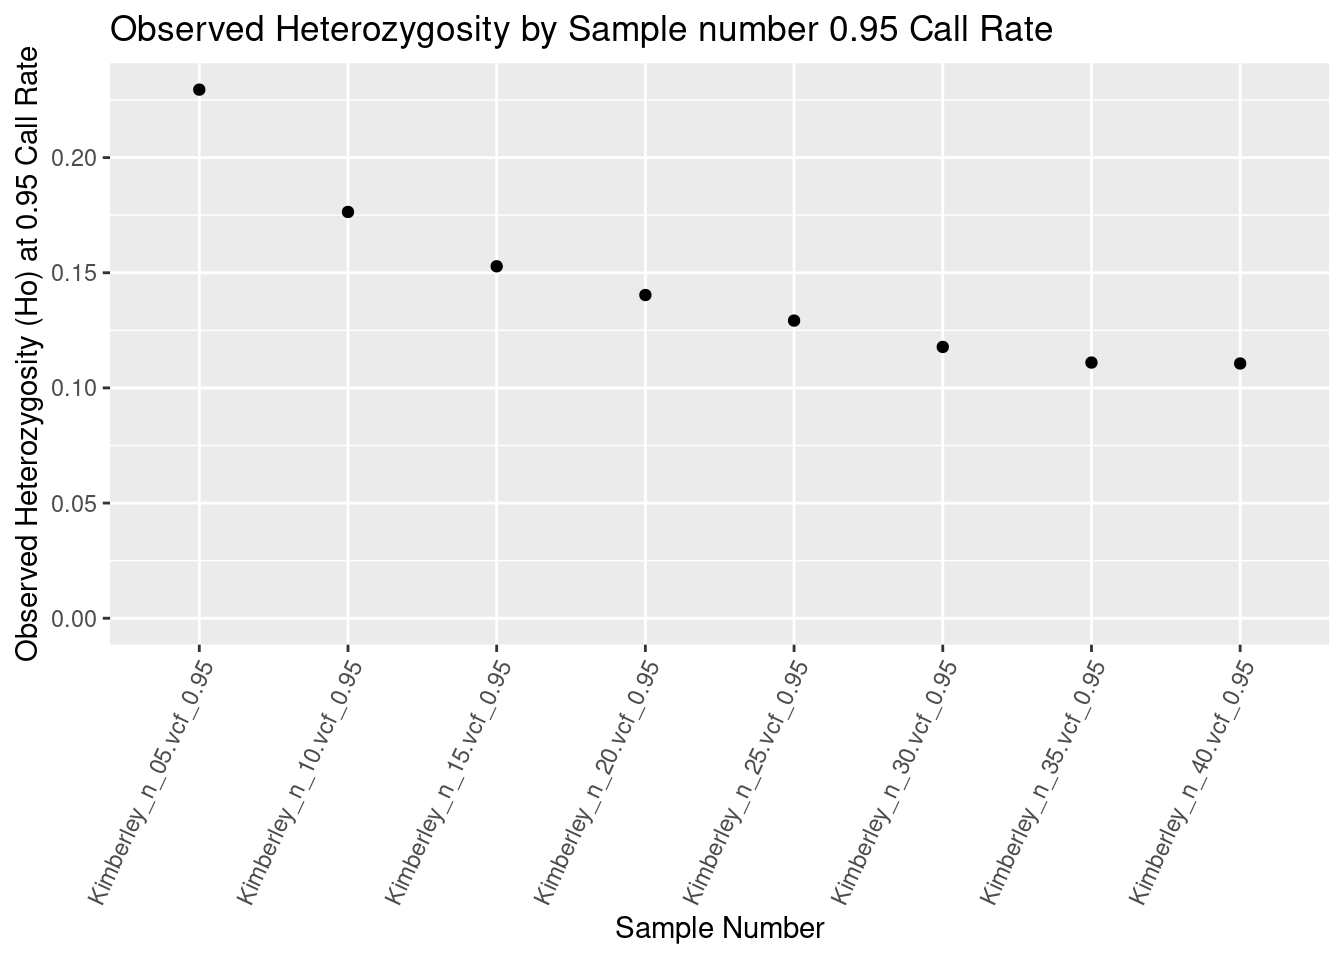 Observed Heterozygosity by Sample number 0.95 Call Rate
Observed Heterozygosity (Ho) at 0.95 Call Rate
0.20
0.15
0.10
0.05
0.00
Kimberley_n_05.vcf_0.95
Kimberley_n_10.vcf_0.95
Kimberley_n_15.vcf_0.95
Kimberley_n_20.vcf_0.95
Kimberley_n_25.vcf_0.95
Kimberley_n_30.vcf_0.95
Kimberley_n_35.vcf_0.95
Kimberley_n_40.vcf_0.95
Sample Number